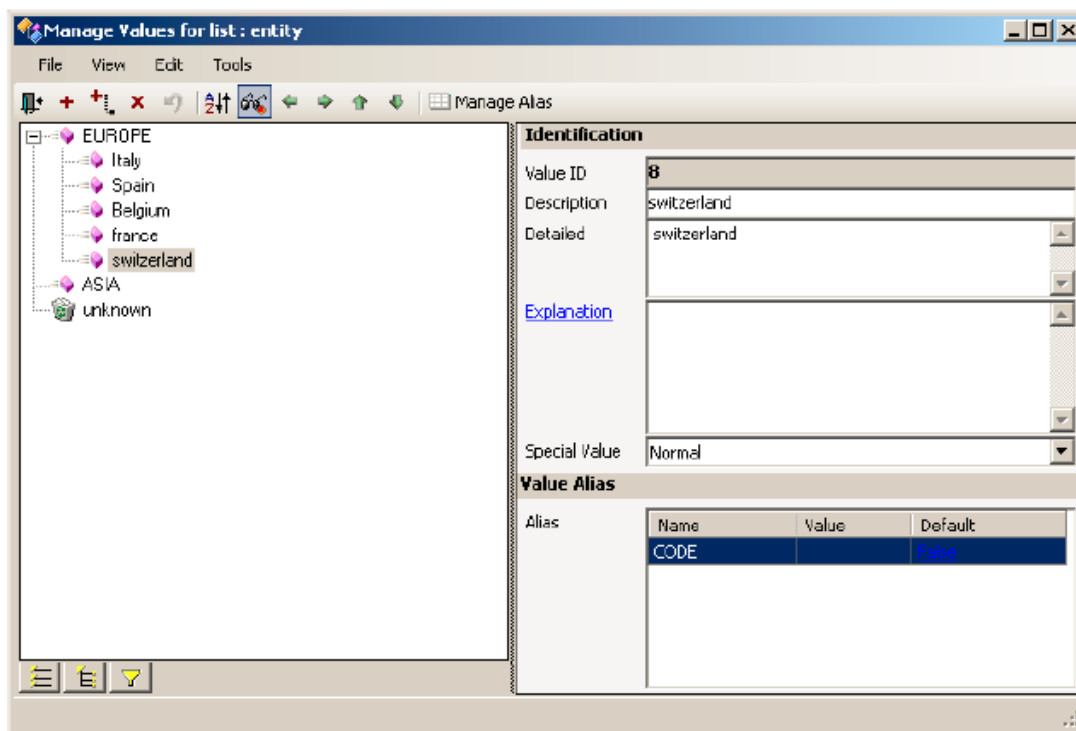 Manage Values for list : entity
File View Edit Tools
Manage Alias
EUROPE
Italy
Spain
Belgium
france
switzerland
ASIA
unknown
Identification
Value ID 8
Description switzerland
Detailed switzerland
Explanation
Special Value Normal
Value Alias
Alias Name Value Default
CODE False